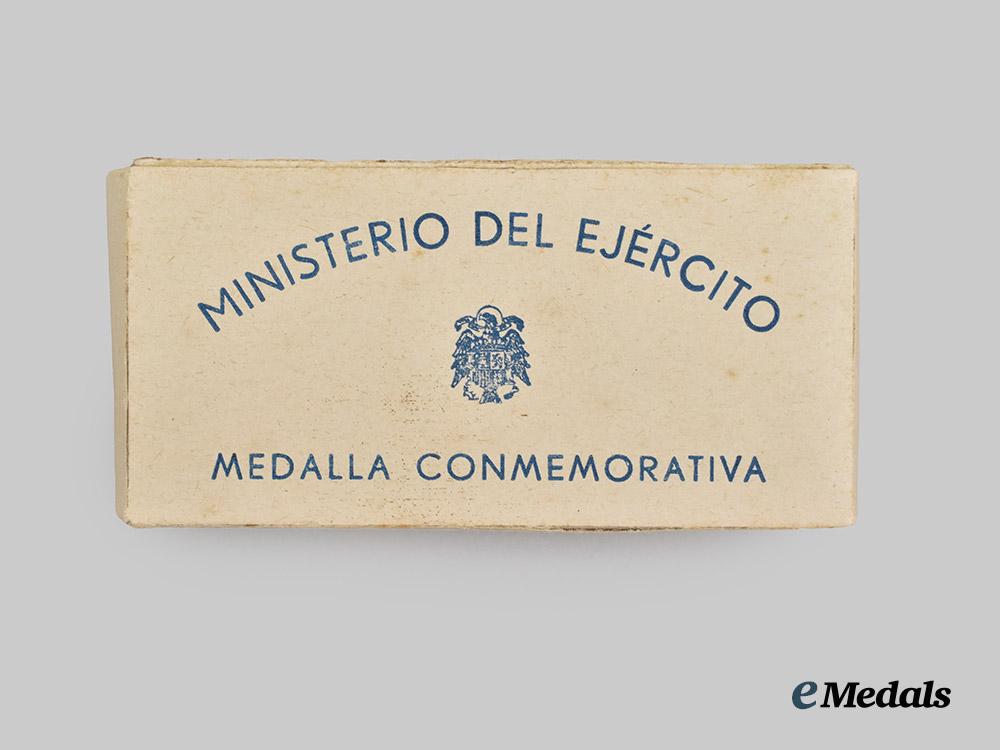 MINISTERIO DEL EJÉRCITO
MEDALLA CONMEMORATIVA
eMedals